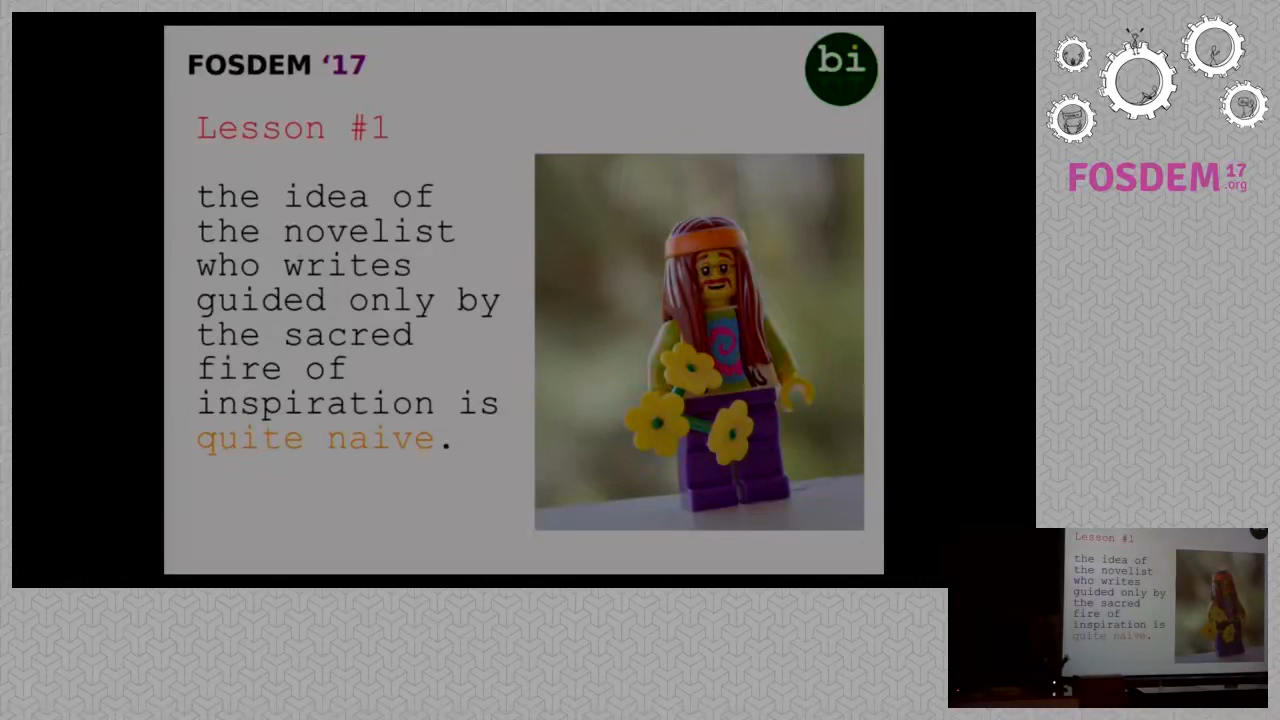 FOSDEM ‘17
bi
Lesson #1
the idea of
the novelist
who writes
guided only by
the sacred
fire of
inspiration is
quite naive.
FOSDEM 17
.org
Lesson #1
the idea of
the novelist
who writes
guided only by
the sacred
fire of
inspiration is
quite naive.